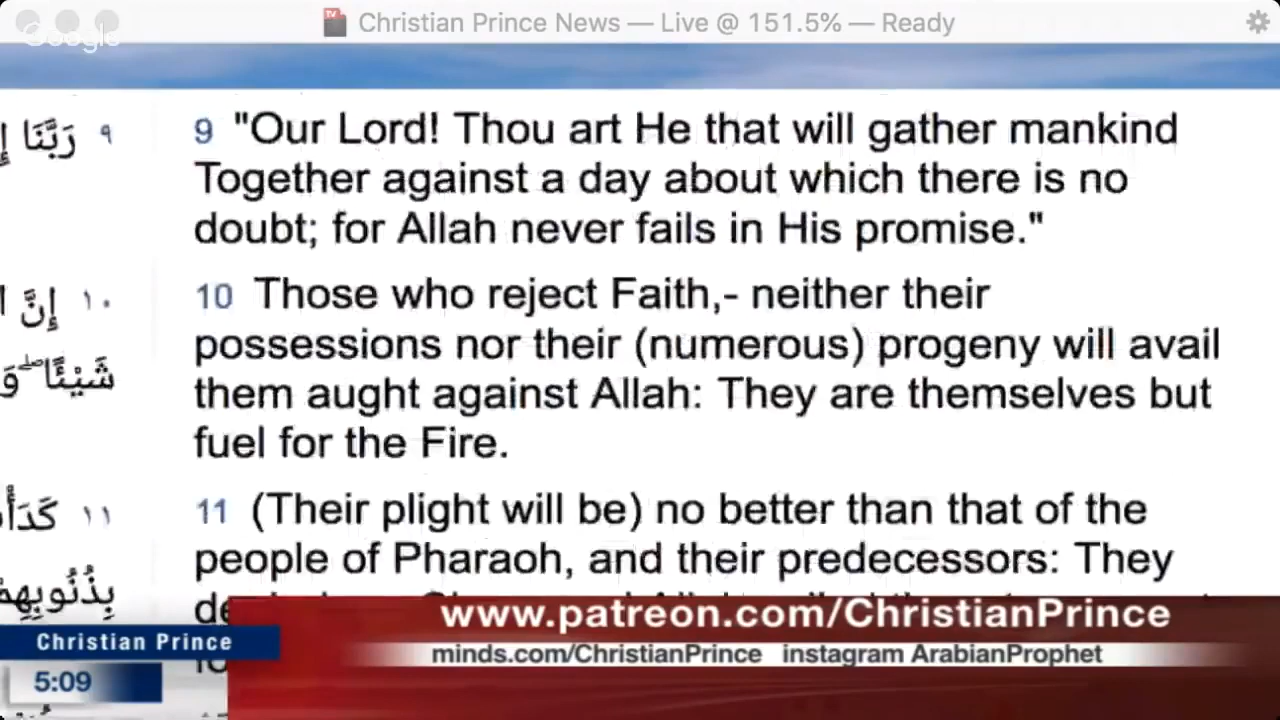 Christian Prince News — Live @ 151.5% — Ready
Google
9 "Our Lord! Thou art He that will gather mankind
Together against a day about which there is no
doubt; for Allah never fails in His promise."
٩ رَبَّنَا
10 Those who reject Faith,- neither their
possessions nor their (numerous) progeny will avail
them aught against Allah: They are themselves but
fuel for the Fire.
١٠ إِنَّ
شَيْئًا ۖ
11 (Their plight will be) no better than that of the
people of Pharaoh, and their predecessors: They
١١
www.patreon.com/ChristianPrince
minds.com/ChristianPrince instagram ArabianProphet
Christian Prince
5:09